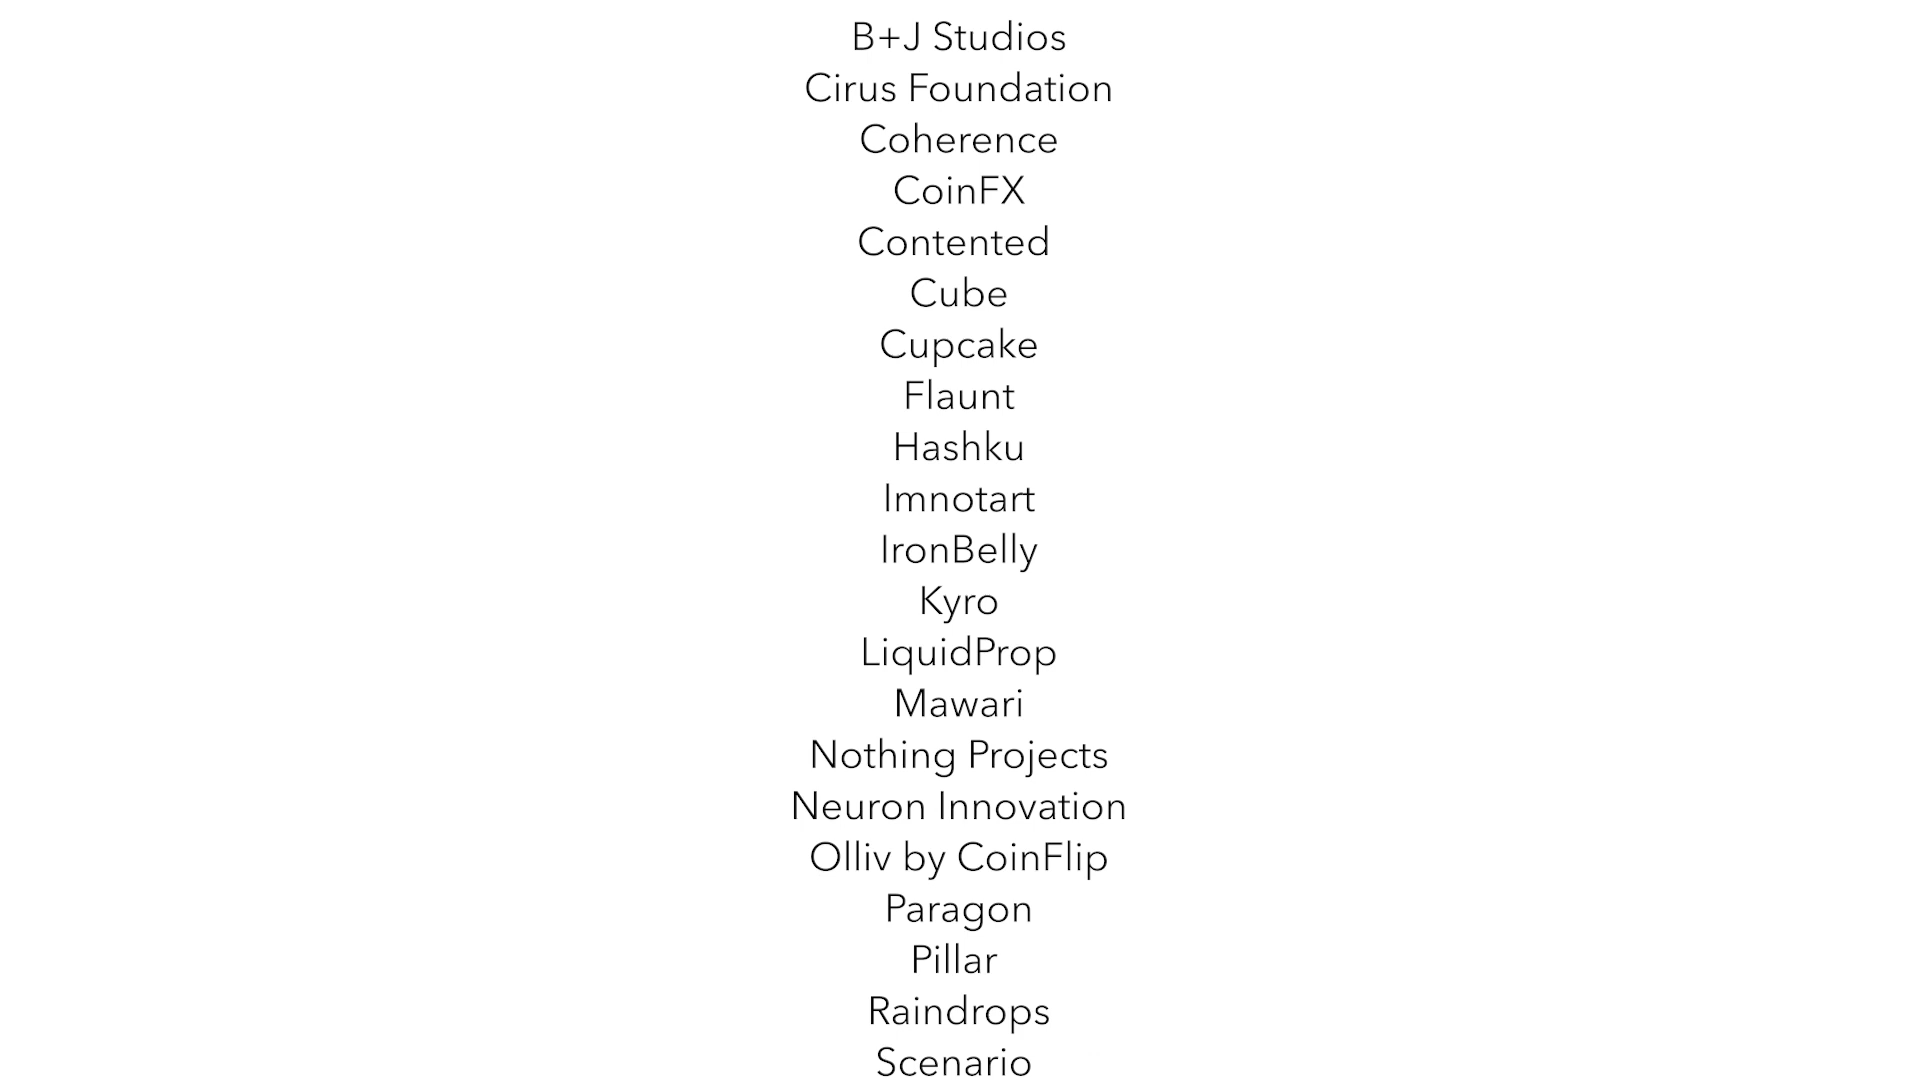 B+J Studios
Cirus Foundation
Coherence
CoinFX
Contented
Cube
Cupcake
Flaunt
Hashku
Imnotart
IronBelly
Kyro
LiquidProp
Mawari
Nothing Projects
Neuron Innovation
Olliv by CoinFlip
Paragon
Pillar
Raindrops
Scenario